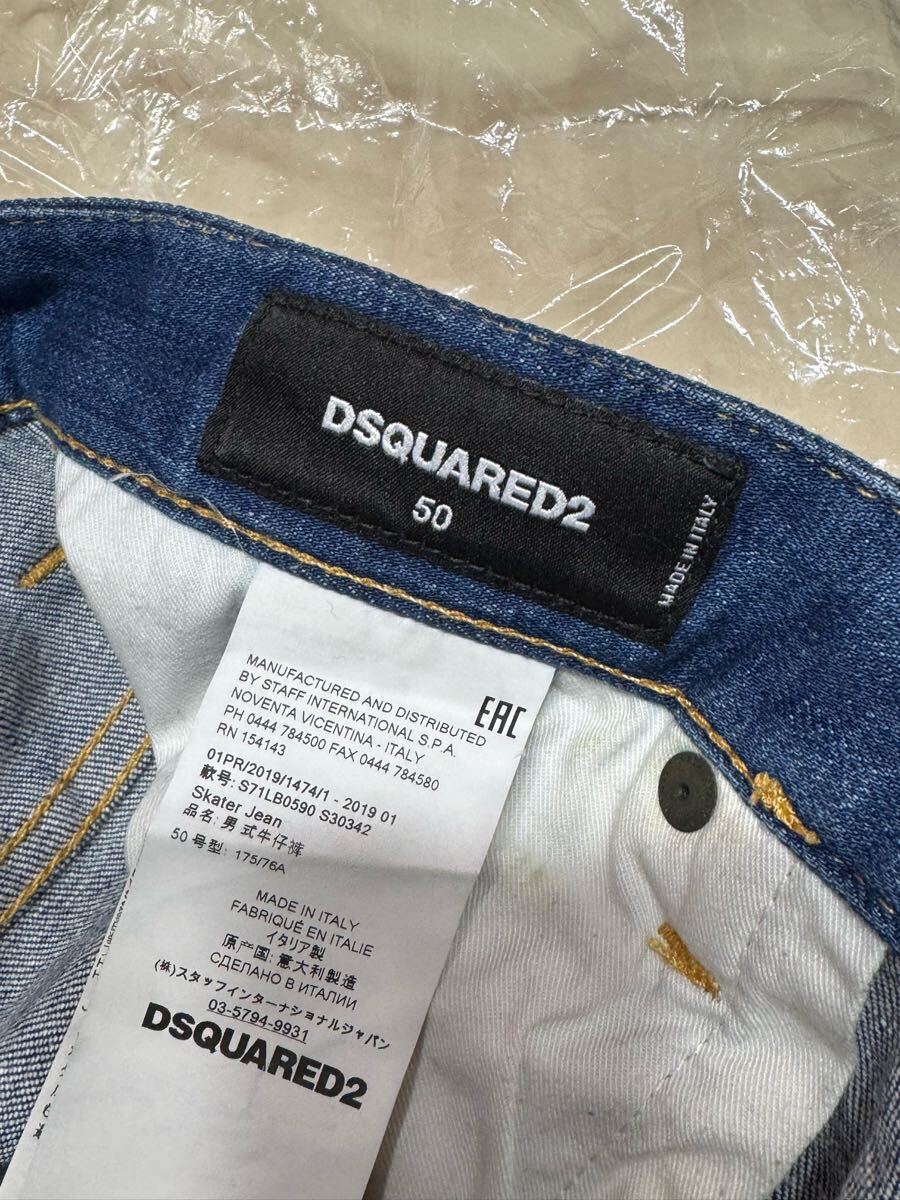 DSQUARED2
50
MADE IN ITALY
MANUFACTURED AND DISTRIBUTED
BY STAFF INTERNATIONAL S.P.A.
NOVENTA VICENTINA - ITALY
PH 0444 784500 FAX 0444 784580
RN 154143
EAC
01PR/2019/1474/1 - 2019 01
款号: S71LB0590 S30342
Skater Jean
品名: 男式牛仔裤
50 号型: 175/76A
MADE IN ITALY
FABRIQUÉ EN ITALIE
イタリア製
原产国: 意大利製造
СДЕЛАНО В ИТАЛИИ
(株)スタッフインターナショナルジャパン
03-5794-9931
DSQUARED2